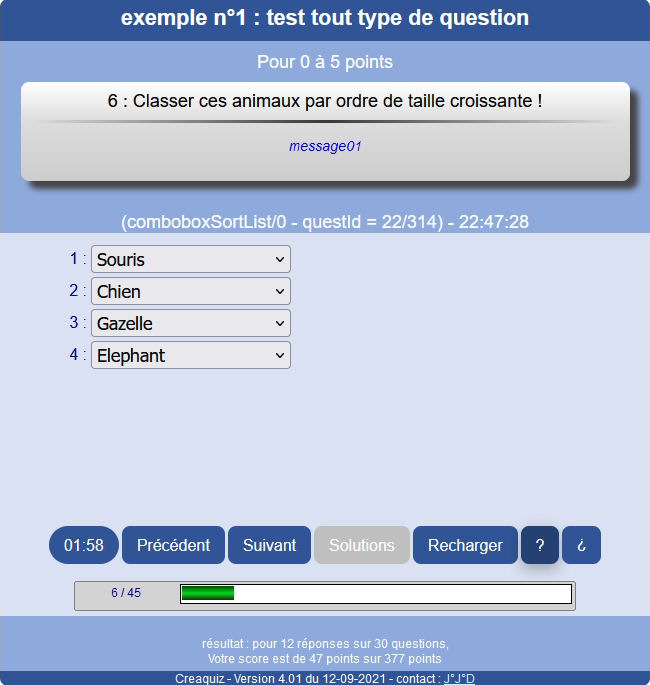 exemple n°1 : test tout type de question
Pour 0 à 5 points
6 : Classer ces animaux par ordre de taille croissante !
message01
(comboboxSortList/0 - questId = 22/314) - 22:47:28
1 : Souris
2 : Chien
3 : Gazelle
4 : Elephant
01:58 Précédent Suivant Solutions Recharger ? ¿
6 / 45
résultat : pour 12 réponses sur 30 questions,
Votre score est de 47 points sur 377 points
Creaquiz - Version 4.01 du 12-09-2021 - contact : J°J°D